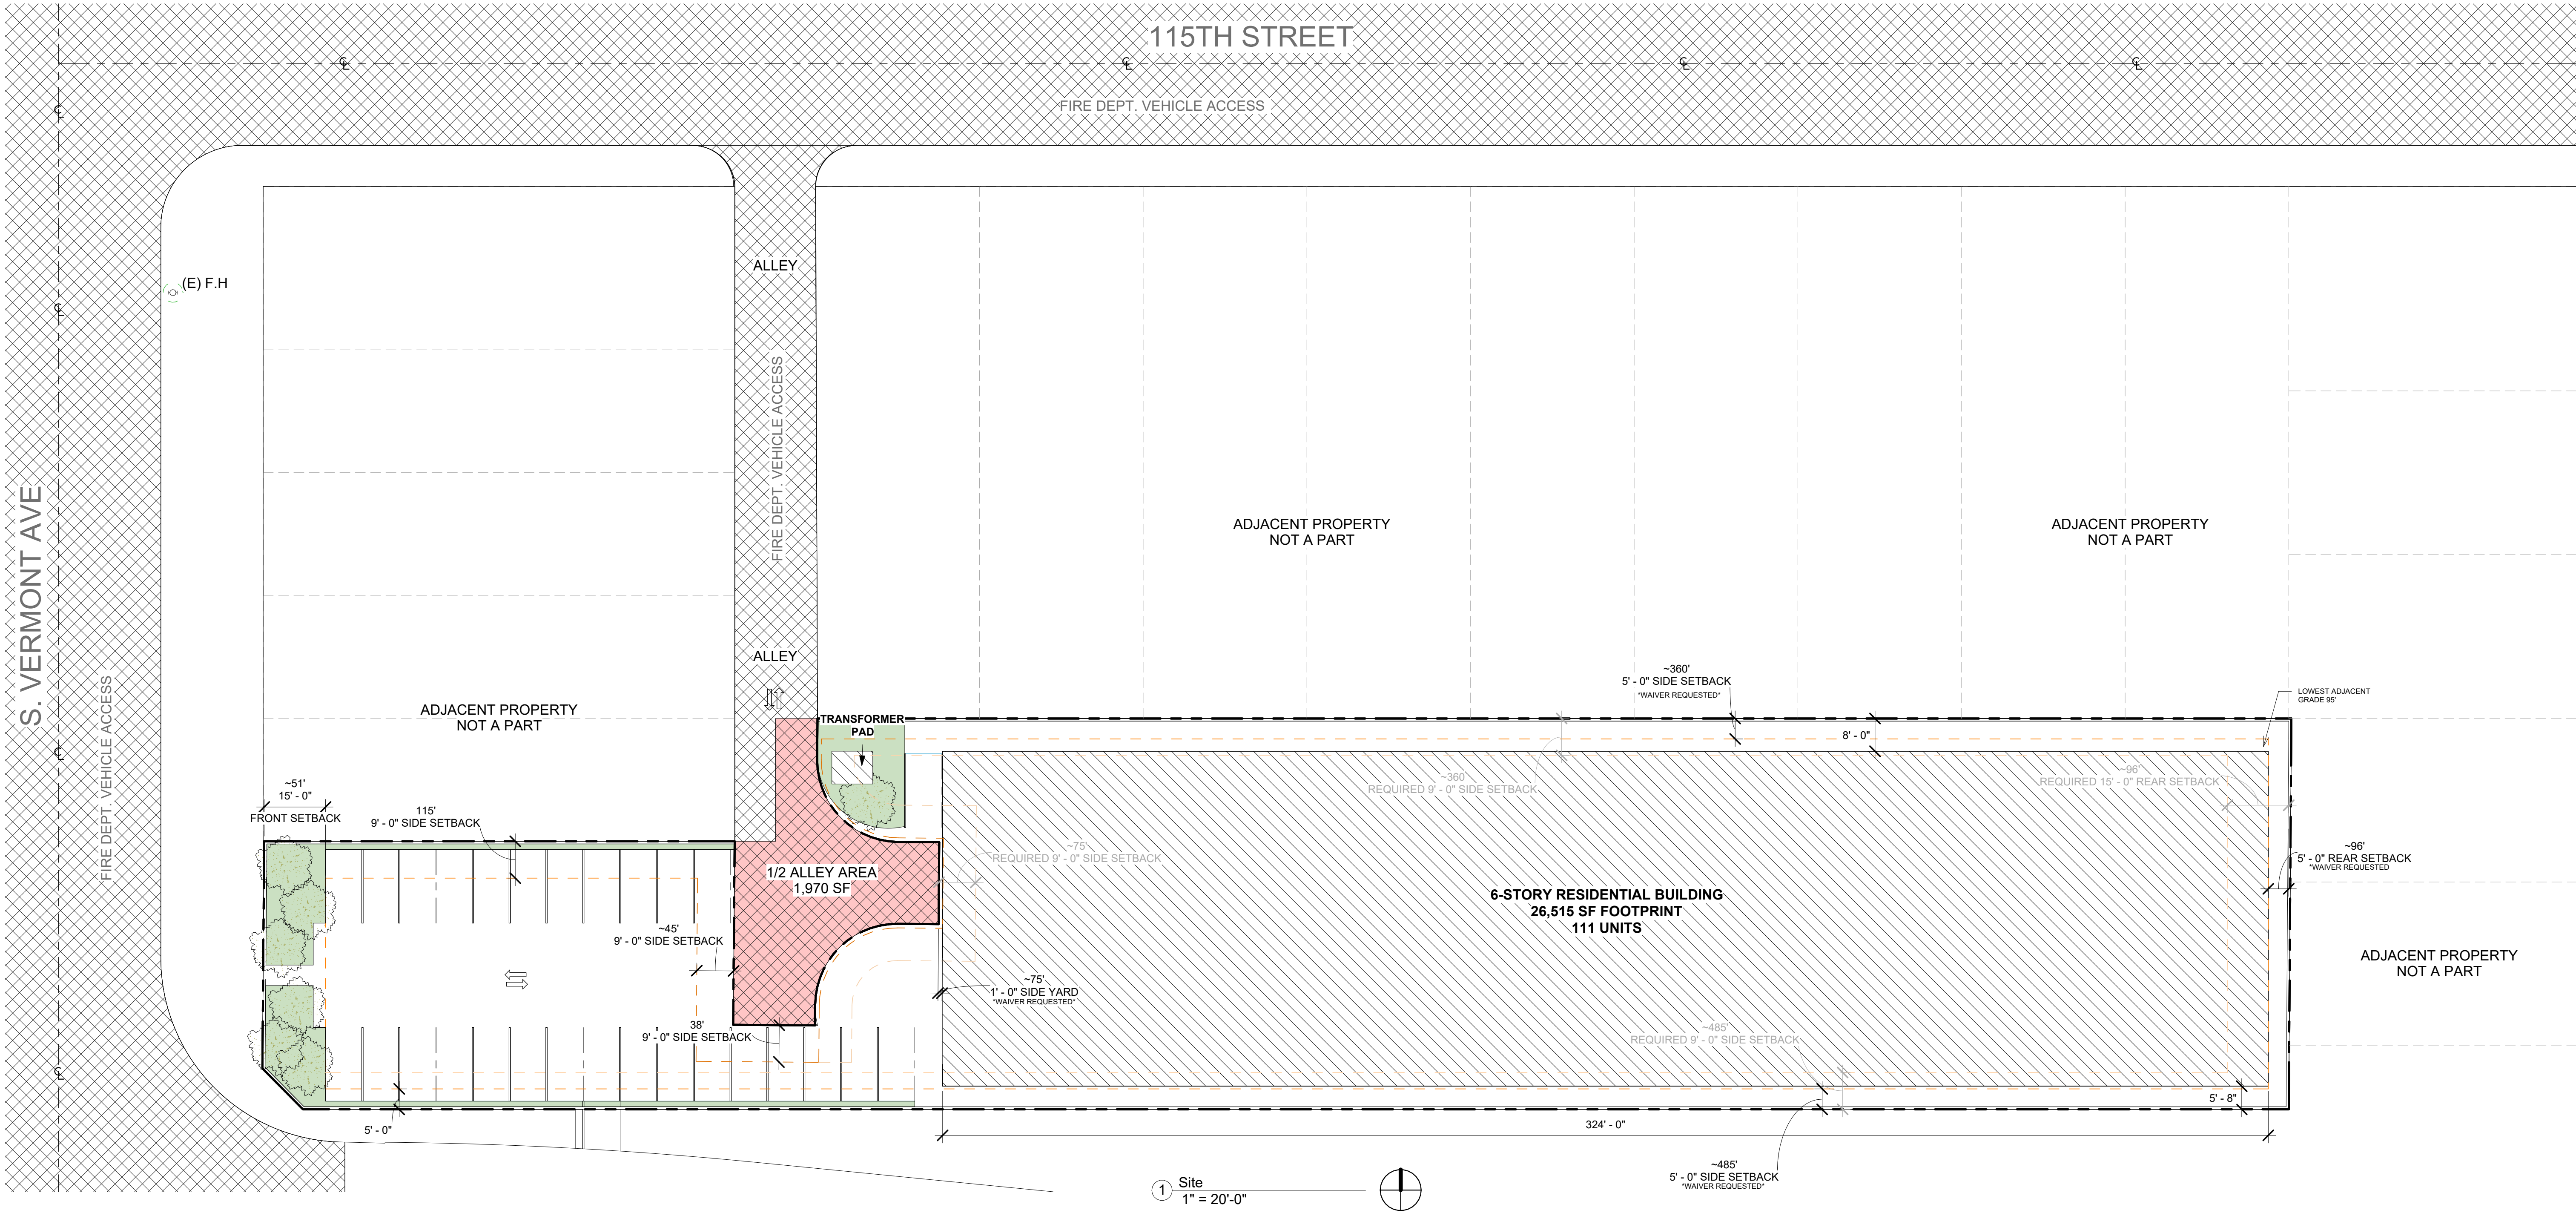 115TH STREET
℄
℄
℄
℄
℄
FIRE DEPT. VEHICLE ACCESS
ALLEY
(E) F.H
℄
FIRE DEPT. VEHICLE ACCESS
S. VERMONT AVE
ADJACENT PROPERTY
NOT A PART
ADJACENT PROPERTY
NOT A PART
ALLEY
~360'
5' - 0" SIDE SETBACK
*WAIVER REQUESTED*
LOWEST ADJACENT
GRADE 95'
FIRE DEPT. VEHICLE ACCESS
ADJACENT PROPERTY
NOT A PART
TRANSFORMER
PAD
8' - 0"
℄
~51'
15' - 0"
FRONT SETBACK
115'
9' - 0" SIDE SETBACK
~360'
REQUIRED 9' - 0" SIDE SETBACK
~96'
REQUIRED 15' - 0" REAR SETBACK
~75'
REQUIRED 9' - 0" SIDE SETBACK
~96'
5' - 0" REAR SETBACK
*WAIVER REQUESTED
1/2 ALLEY AREA
1,970 SF
6-STORY RESIDENTIAL BUILDING
26,515 SF FOOTPRINT
111 UNITS
~45'
9' - 0" SIDE SETBACK
ADJACENT PROPERTY
NOT A PART
~75'
1' - 0" SIDE YARD
*WAIVER REQUESTED*
38'
9' - 0" SIDE SETBACK
~485'
REQUIRED 9' - 0" SIDE SETBACK
℄
5' - 8"
5' - 0"
324' - 0"
~485'
5' - 0" SIDE SETBACK
*WAIVER REQUESTED*
1 Site
1" = 20'-0"